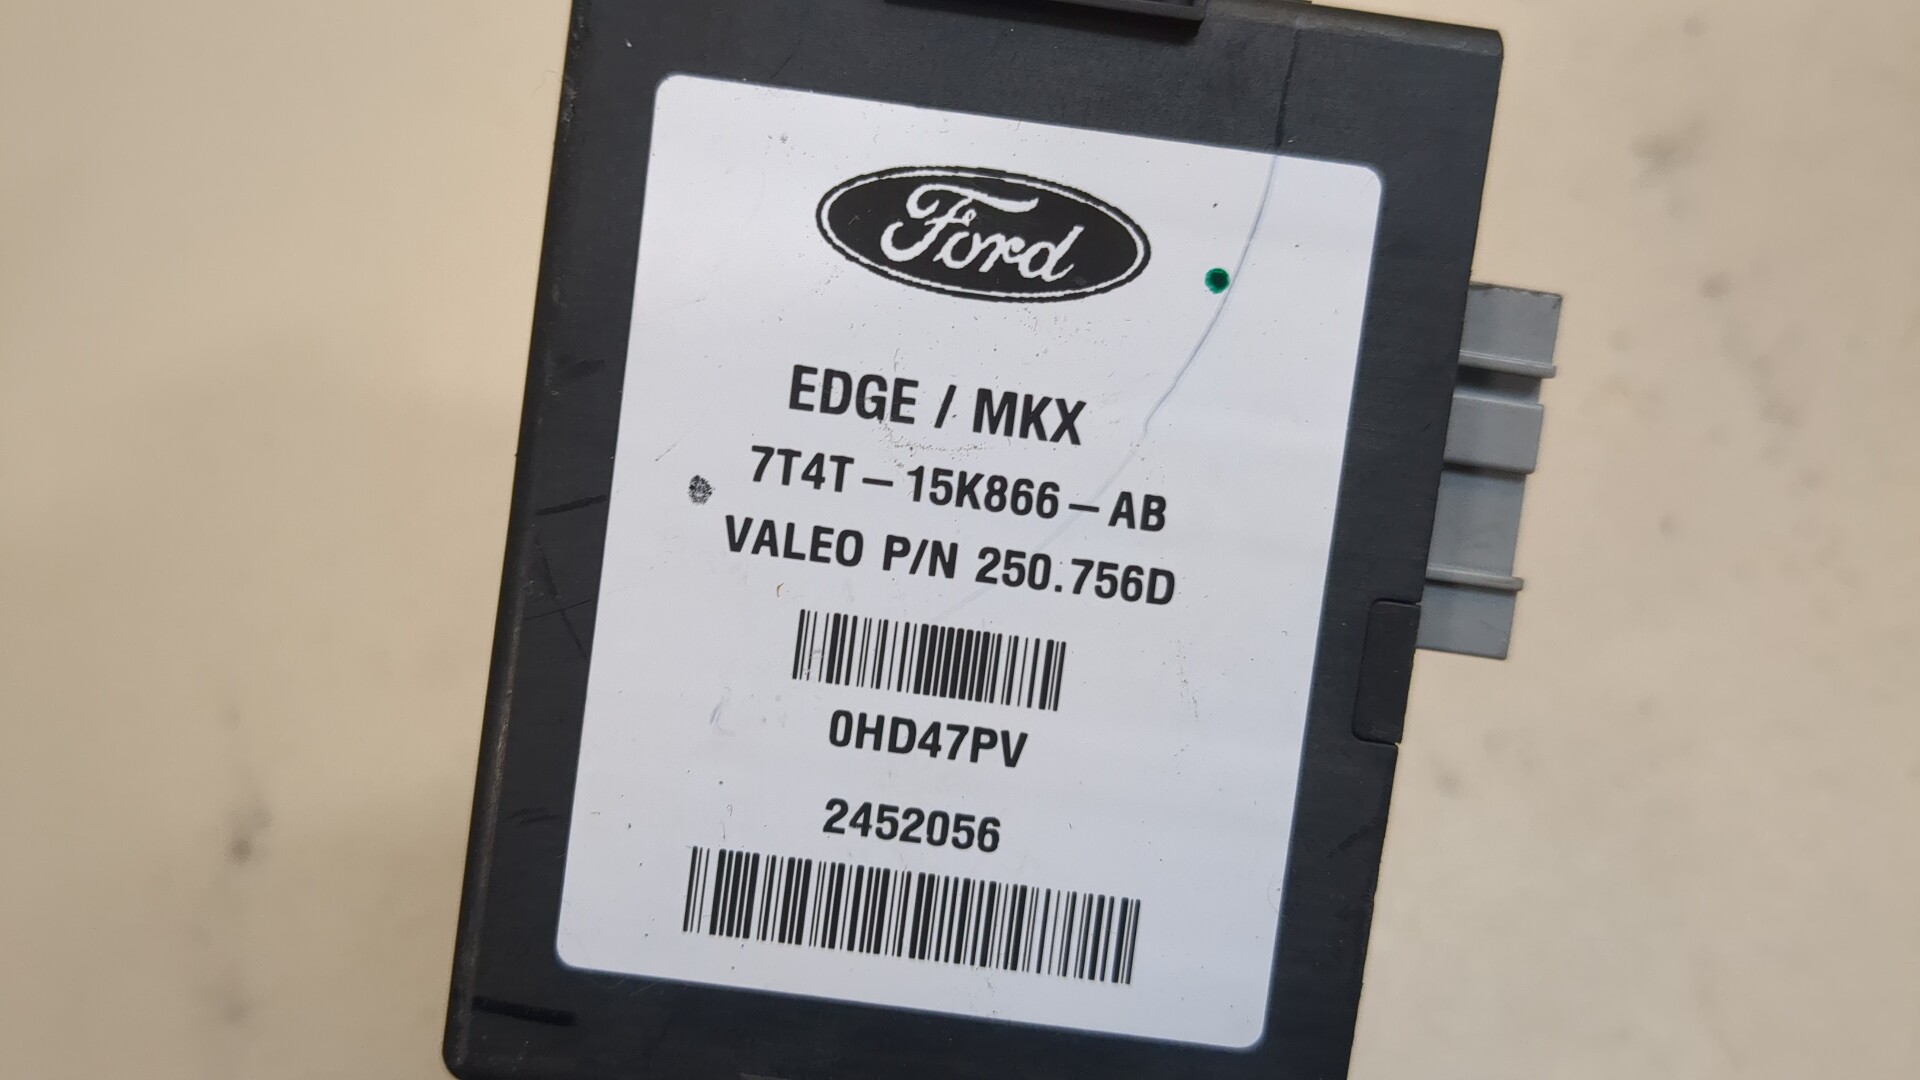 Ford
EDGE / MKX
7T4T – 15K866 – AB
VALEO P/N 250.756D
0HD47PV
2452056